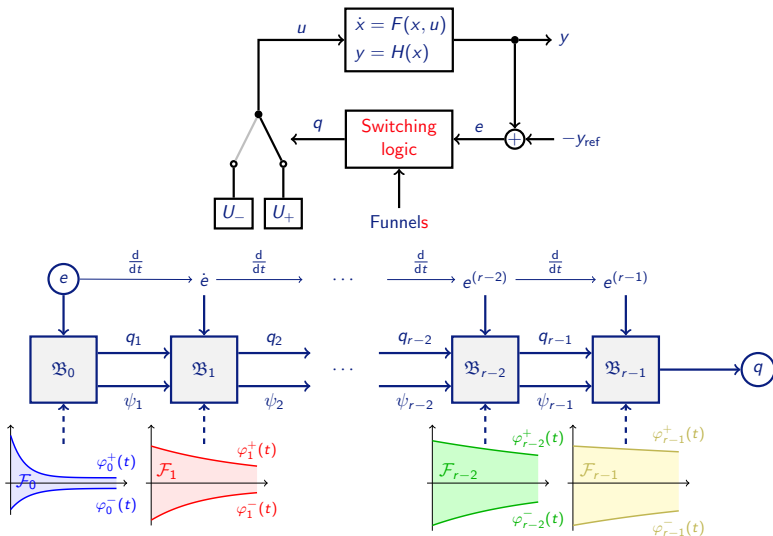 u
ẋ = F(x, u)
y = H(x)
y
q
Switching
logic
e
+
−y_ref
U_−
U_+
Funnels
e
d/dt
ė
d/dt
⋯
d/dt
e^(r−2)
d/dt
e^(r−1)
𝔅_0
q_1
ψ_1
𝔅_1
q_2
ψ_2
⋯
q_{r−2}
ψ_{r−2}
𝔅_{r−2}
q_{r−1}
ψ_{r−1}
𝔅_{r−1}
q
ℱ_0
φ_0^+(t)
φ_0^−(t)
ℱ_1
φ_1^+(t)
φ_1^−(t)
ℱ_{r−2}
φ_{r−2}^+(t)
φ_{r−2}^−(t)
ℱ_{r−1}
φ_{r−1}^+(t)
φ_{r−1}^−(t)